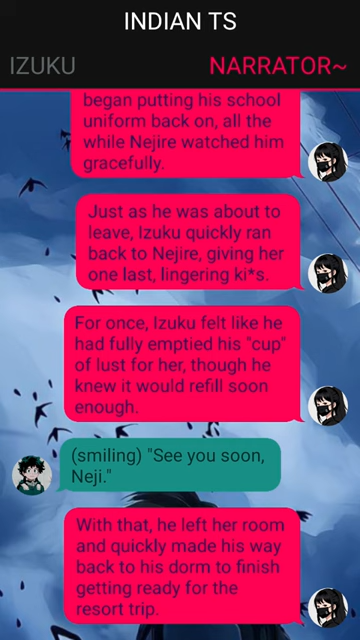 INDIAN TS
IZUKU NARRATOR~
began putting his school
uniform back on, all the
while Nejire watched him
gracefully.
Just as he was about to
leave, Izuku quickly ran
back to Nejire, giving her
one last, lingering ki*s.
For once, Izuku felt like he
had fully emptied his "cup"
of lust for her, though he
knew it would refill soon
enough.
(smiling) "See you soon,
Neji."
With that, he left her room
and quickly made his way
back to his dorm to finish
getting ready for the
resort trip.